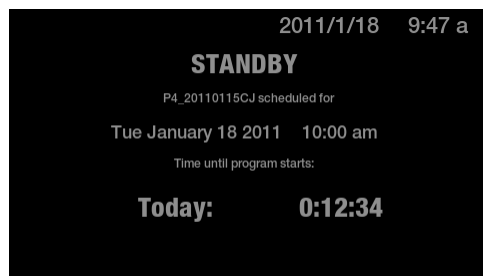 2011/1/18 9:47 a
STANDBY
P4_20110115CJ scheduled for
Tue January 18 2011 10:00 am
Time until program starts:
Today: 0:12:34